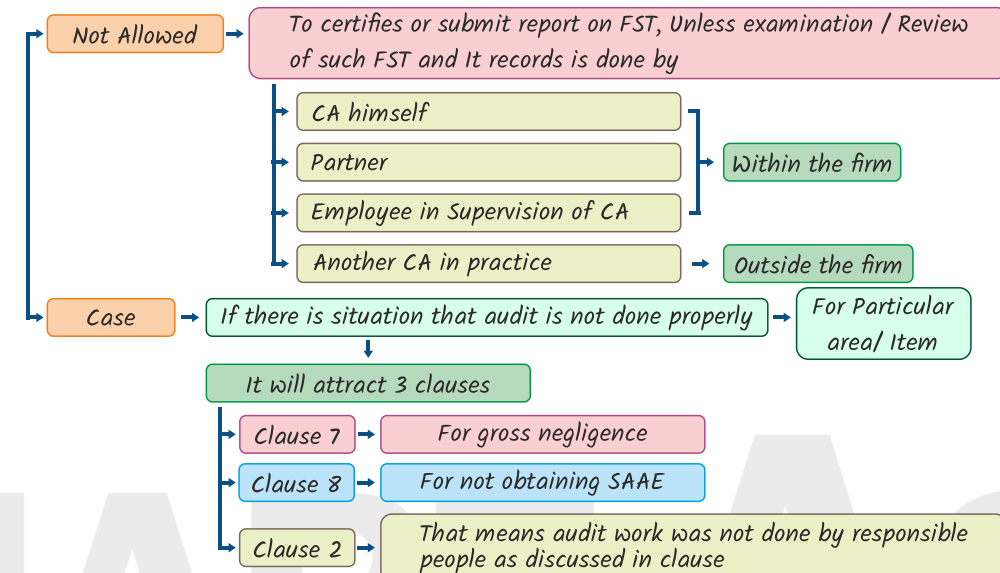 Not Allowed
To certifies or submit report on FST, Unless examination / Review
of such FST and It records is done by
CA himself
Partner
Within the firm
Employee in Supervision of CA
Another CA in practice
Outside the firm
Case
If there is situation that audit is not done properly
For Particular
area/ Item
It will attract 3 clauses
Clause 7
For gross negligence
Clause 8
For not obtaining SAAE
Clause 2
That means audit work was not done by responsible
people as discussed in clause